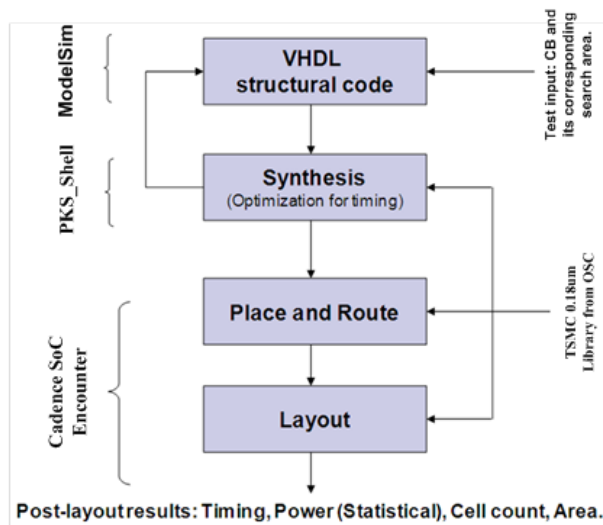 ModelSim
VHDL
structural code
Test input: CB and
its corresponding
search area.
PKS_Shell
Synthesis
(Optimization for timing)
Place and Route
TSMC 0.18um
Library from OSC
Cadence SoC
Encounter
Layout
Post-layout results: Timing, Power (Statistical), Cell count, Area.